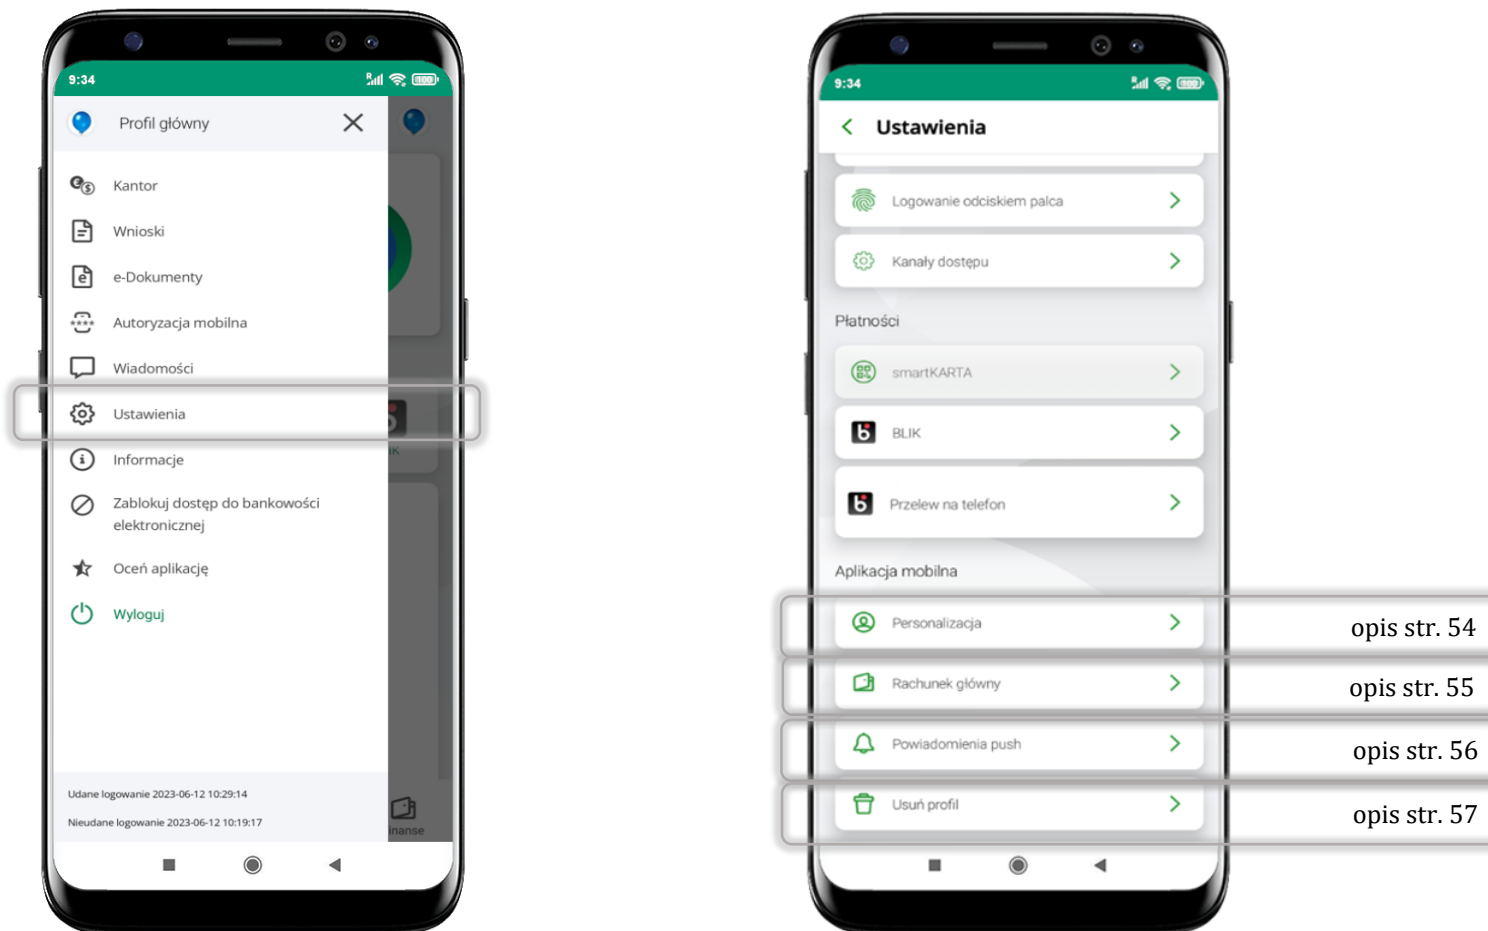 9:34
Profil główny
Kantor
Wnioski
e-Dokumenty
Autoryzacja mobilna
Wiadomości
Ustawienia
Informacje
Zablokuj dostęp do bankowości
elektronicznej
Oceń aplikację
Wyloguj
Udane logowanie 2023-06-12 10:29:14
Nieudane logowanie 2023-06-12 10:19:17
IK
inanse
9:34
Ustawienia
Logowanie odciskiem palca
Kanały dostępu
Płatności
smartKARTA
BLIK
Przelew na telefon
Aplikacja mobilna
Personalizacja
opis str. 54
Rachunek główny
opis str. 55
Powiadomienia push
opis str. 56
Usuń profil
opis str. 57